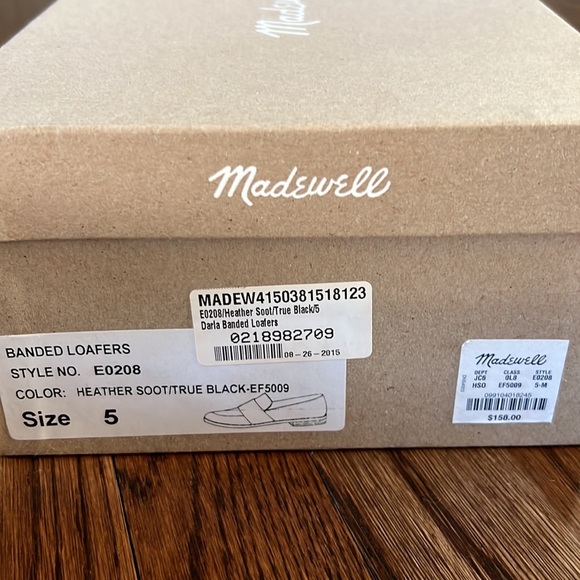 Madewell
Madewell
MADEW4150381518123
E0208/Heather Soot/True Black/5
Darla Banded Loafers
0218982709
08-26-2015
BANDED LOAFERS
STYLE NO. E0208
COLOR: HEATHER SOOT/TRUE BLACK-EF5009
Size 5
Madewell
DEPT CLASS STYLE
JC6 0L8 E0208
HSO EF5009 5-M
099104018245
$158.00